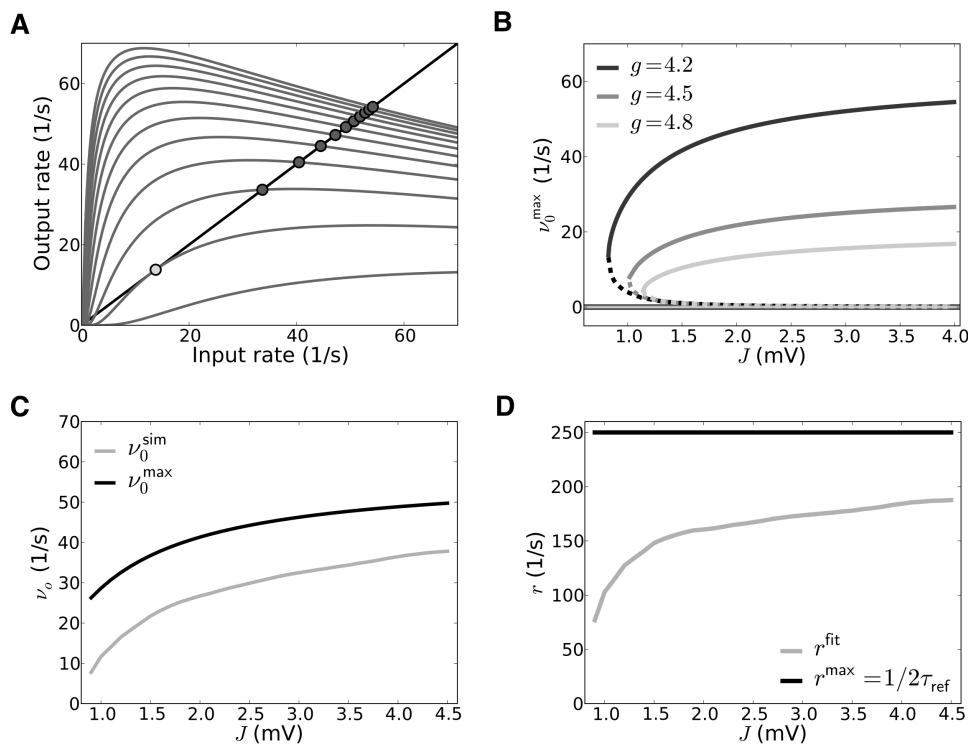 A
Output rate (1/s)
60
40
20
0
0 20 40 60
Input rate (1/s)
B
g=4.2
g=4.5
g=4.8
ν₀ᵐᵃˣ (1/s)
60
40
20
0
1.0 1.5 2.0 2.5 3.0 3.5 4.0
J (mV)
C
ν₀ˢⁱᵐ
ν₀ᵐᵃˣ
νₒ (1/s)
70
60
50
40
30
20
10
0
1.0 1.5 2.0 2.5 3.0 3.5 4.0 4.5
J (mV)
D
r (1/s)
250
200
150
100
50
0
r^fit
r^max =1/2τ_ref
1.0 1.5 2.0 2.5 3.0 3.5 4.0 4.5
J (mV)